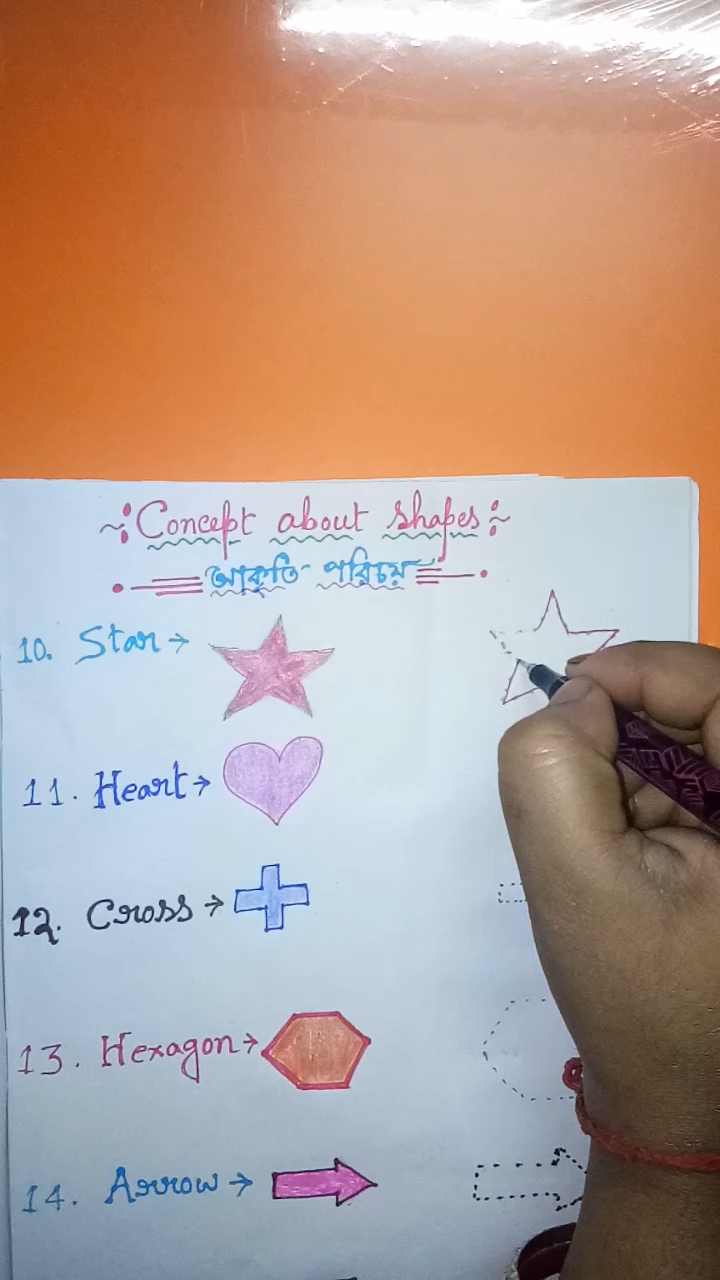 Concept about shapes
আকৃতি পরিচয়
10. Star →
11. Heart →
12. Cross →
13. Hexagon →
14. Arrow →